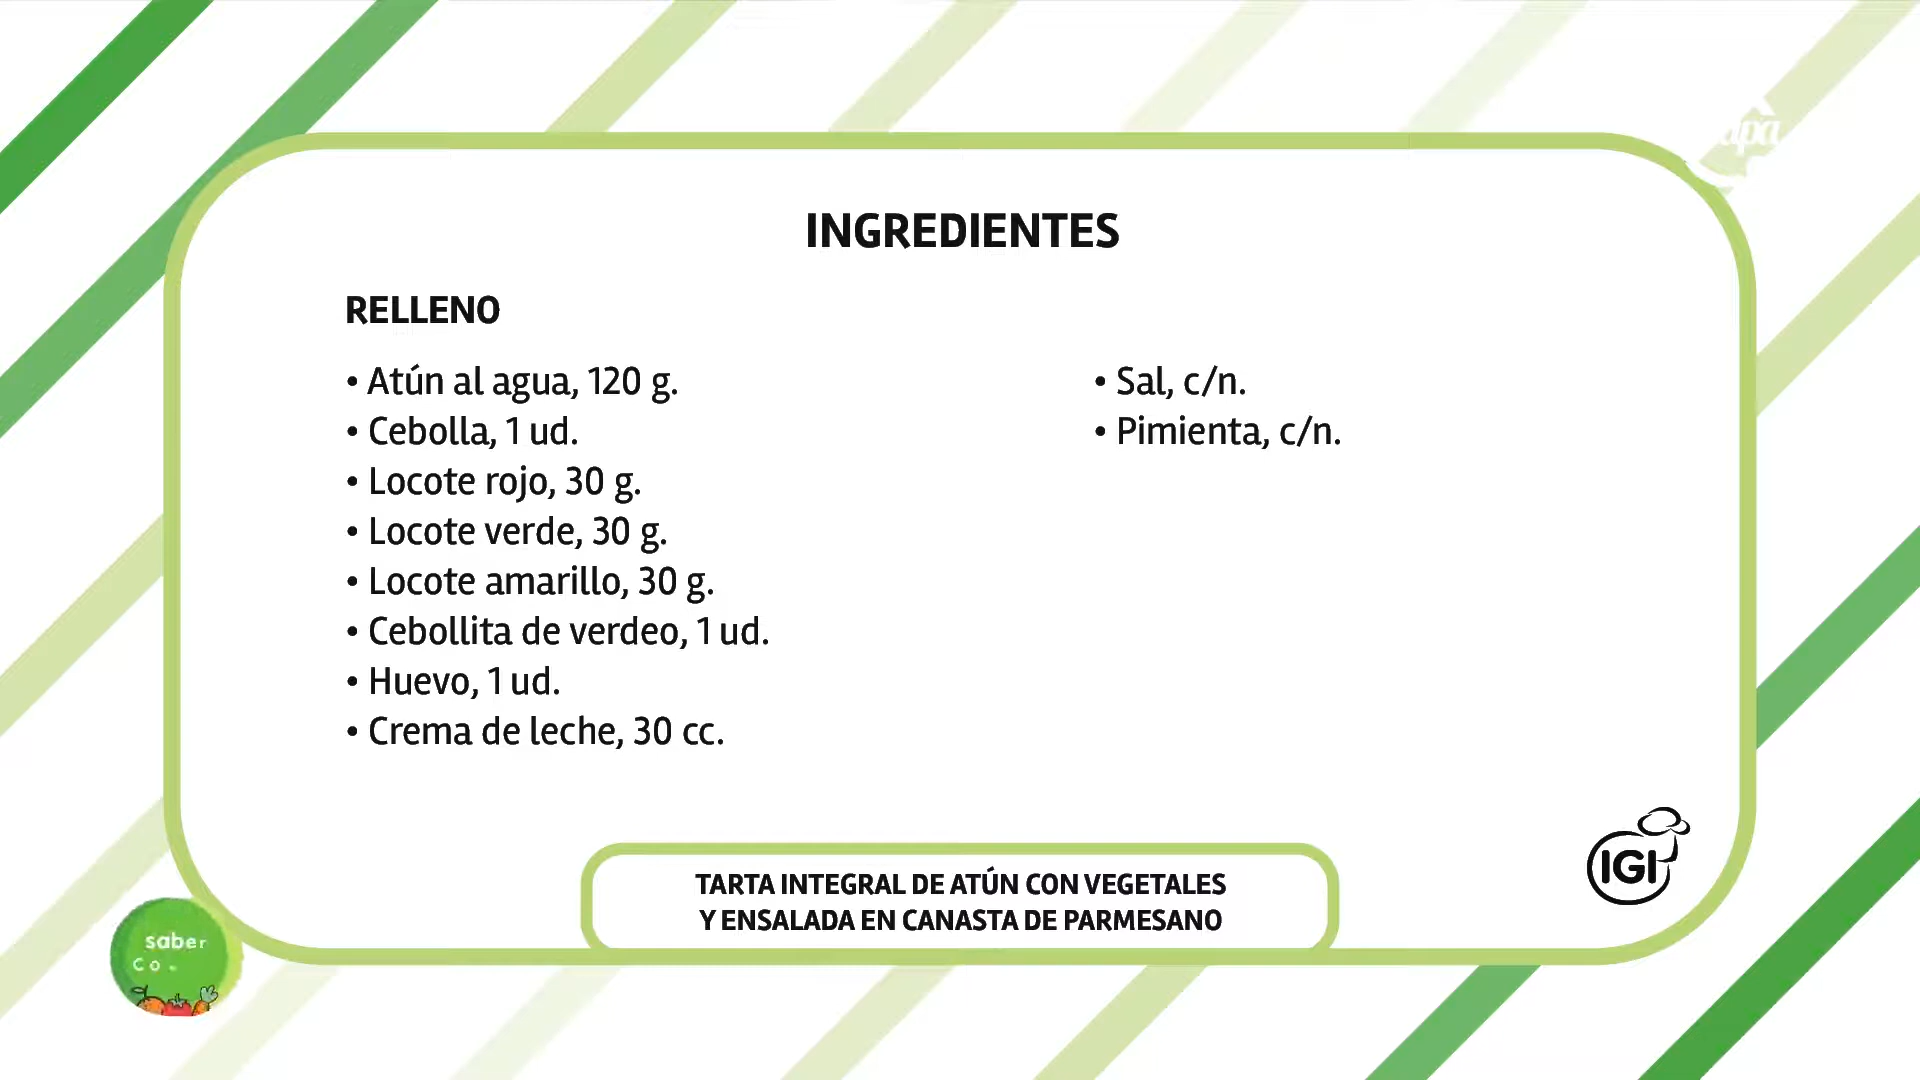 INGREDIENTES
RELLENO
• Atún al agua, 120 g.
• Cebolla, 1 ud.
• Locote rojo, 30 g.
• Locote verde, 30 g.
• Locote amarillo, 30 g.
• Cebollita de verdeo, 1 ud.
• Huevo, 1 ud.
• Crema de leche, 30 cc.
• Sal, c/n.
• Pimienta, c/n.
IGI
TARTA INTEGRAL DE ATÚN CON VEGETALES
Y ENSALADA EN CANASTA DE PARMESANO
saber